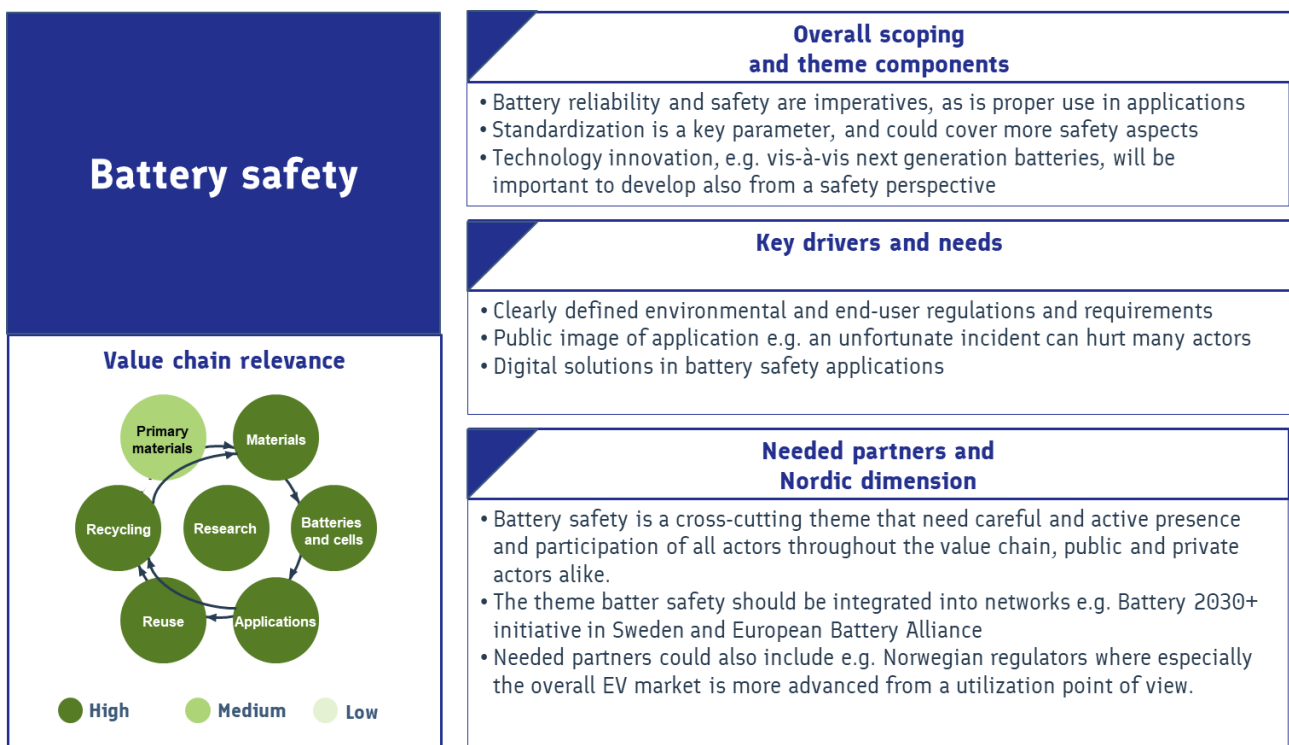 Battery safety
Value chain relevance
Primary
materials
Materials
Recycling
Research
Batteries
and cells
Reuse
Applications
High
Medium
Low
Overall scoping
and theme components
• Battery reliability and safety are imperatives, as is proper use in applications
• Standardization is a key parameter, and could cover more safety aspects
• Technology innovation, e.g. vis-à-vis next generation batteries, will be
important to develop also from a safety perspective
Key drivers and needs
• Clearly defined environmental and end-user regulations and requirements
• Public image of application e.g. an unfortunate incident can hurt many actors
• Digital solutions in battery safety applications
Needed partners and
Nordic dimension
• Battery safety is a cross-cutting theme that need careful and active presence
and participation of all actors throughout the value chain, public and private
actors alike.
• The theme batter safety should be integrated into networks e.g. Battery 2030+
initiative in Sweden and European Battery Alliance
• Needed partners could also include e.g. Norwegian regulators where especially
the overall EV market is more advanced from a utilization point of view.